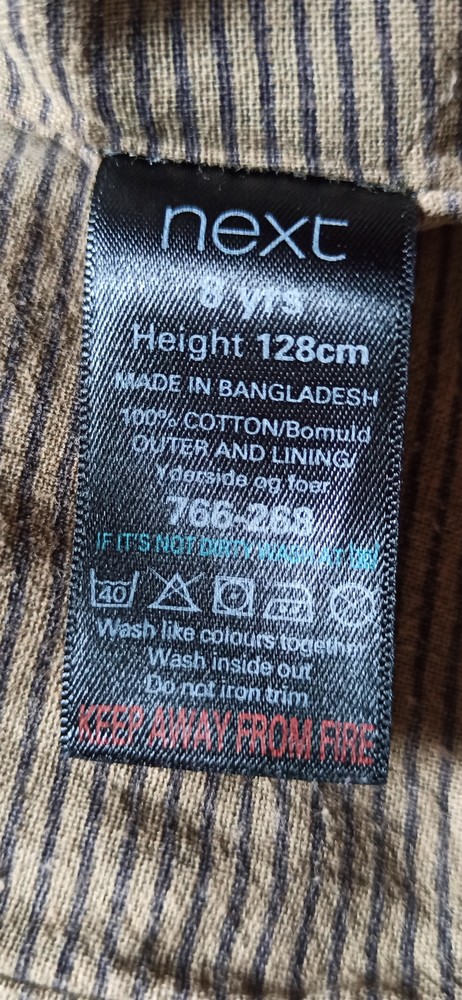 next
8 yrs
Height 128cm
MADE IN BANGLADESH
100% COTTON/Bomuld
OUTER AND LINING/
Yderside og foer
766-268
IF IT'S NOT DIRTY WASH AT 30
40
Wash like colours together
Wash inside out
Do not iron trim
KEEP AWAY FROM FIRE